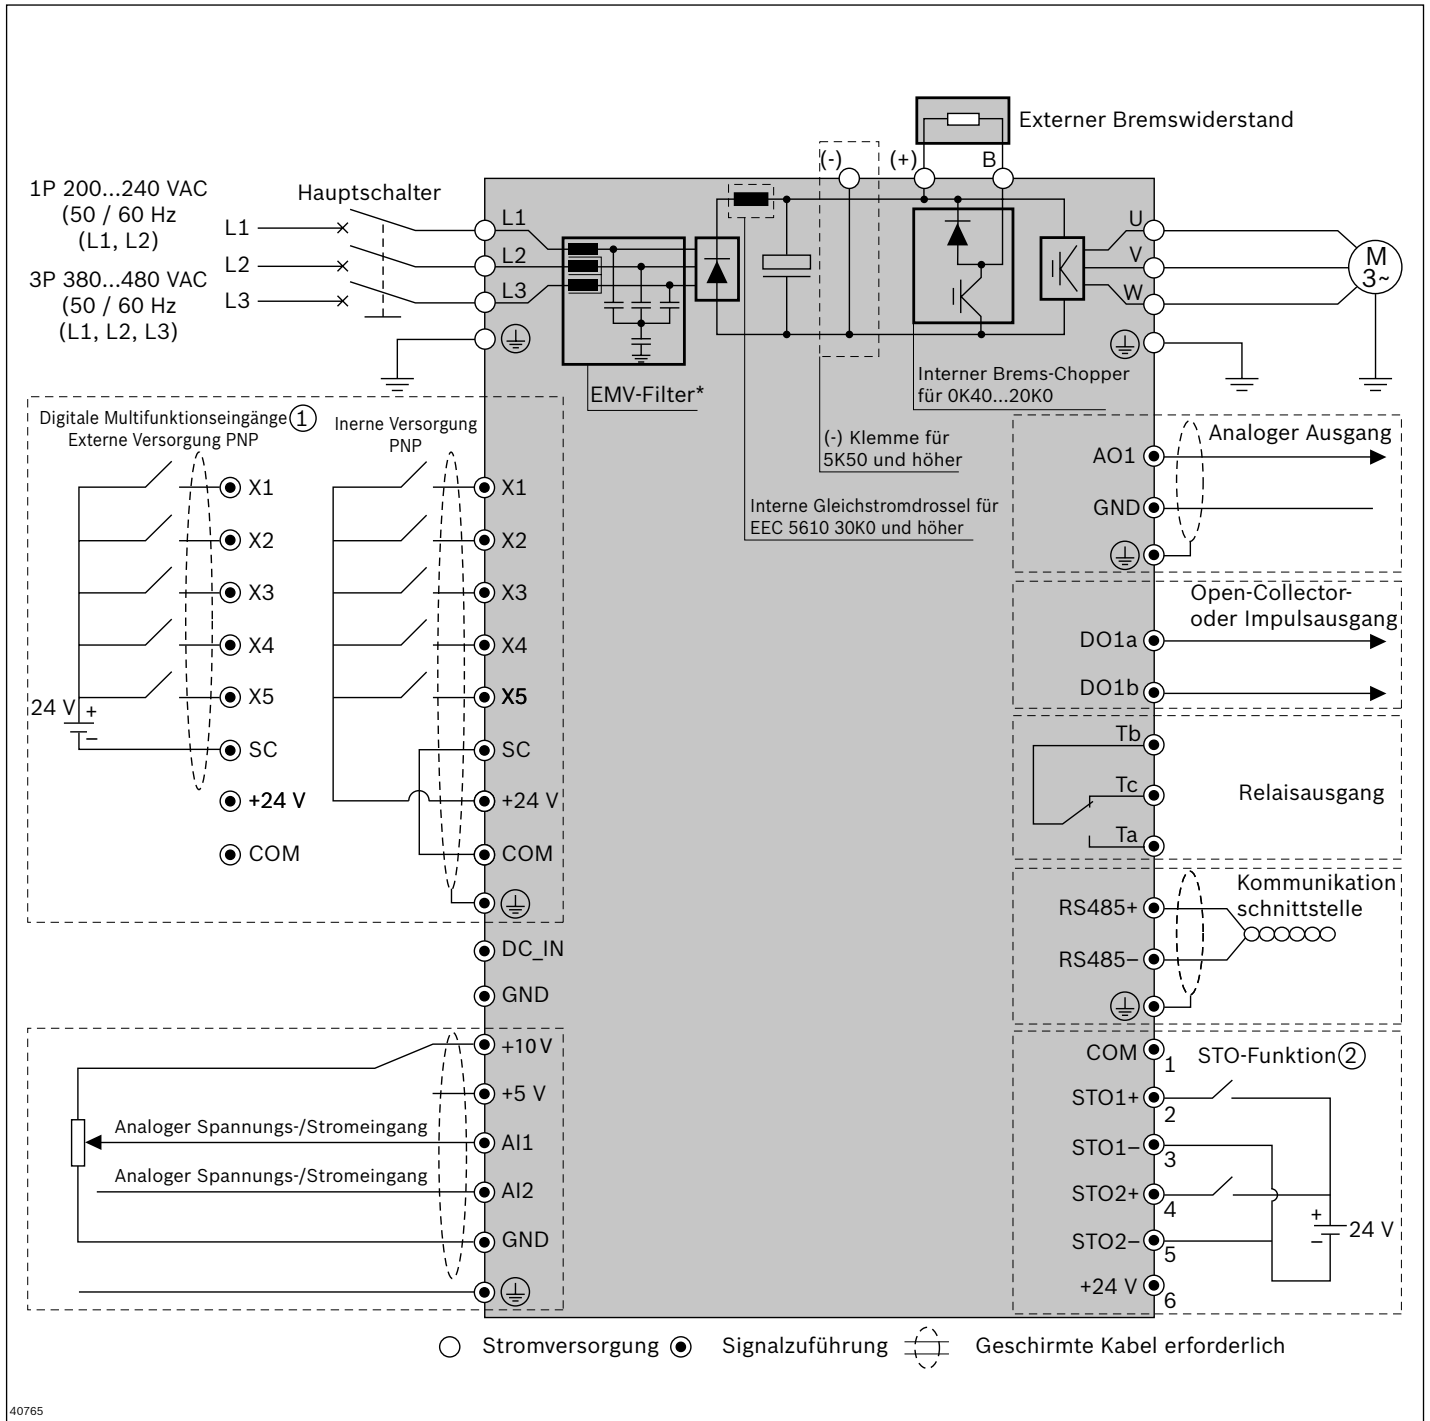 Externer Bremswiderstand
(-)
(+)
B
1P 200...240 VAC
(50 / 60 Hz
(L1, L2)
3P 380...480 VAC
(50 / 60 Hz
(L1, L2, L3)
Hauptschalter
L1
L2
L3
L1
L2
L3
U
V
W
M
3~
EMV-Filter*
Interner Brems-Chopper
für 0K40...20K0
(-) Klemme für
5K50 und höher
Interne Gleichstromdrossel für
EEC 5610 30K0 und höher
Digitale Multifunktionseingänge 1
Externe Versorgung PNP
Inerne Versorgung
PNP
X1
X2
X3
X4
X5
24 V
+
−
SC
+24 V
COM
X1
X2
X3
X4
X5
SC
+24 V
COM
DC_IN
GND
+10 V
+5 V
Analoger Spannungs-/Stromeingang
AI1
Analoger Spannungs-/Stromeingang
AI2
GND
Analoger Ausgang
AO1
GND
Open-Collector-
oder Impulsausgang
DO1a
DO1b
Tb
Tc
Ta
Relaisausgang
Kommunikation
schnittstelle
RS485+
RS485−
COM
1
STO-Funktion 2
STO1+
2
STO1−
3
STO2+
4
STO2−
5
+24 V
6
+
−
24 V
Stromversorgung
Signalzuführung
Geschirmte Kabel erforderlich
40765